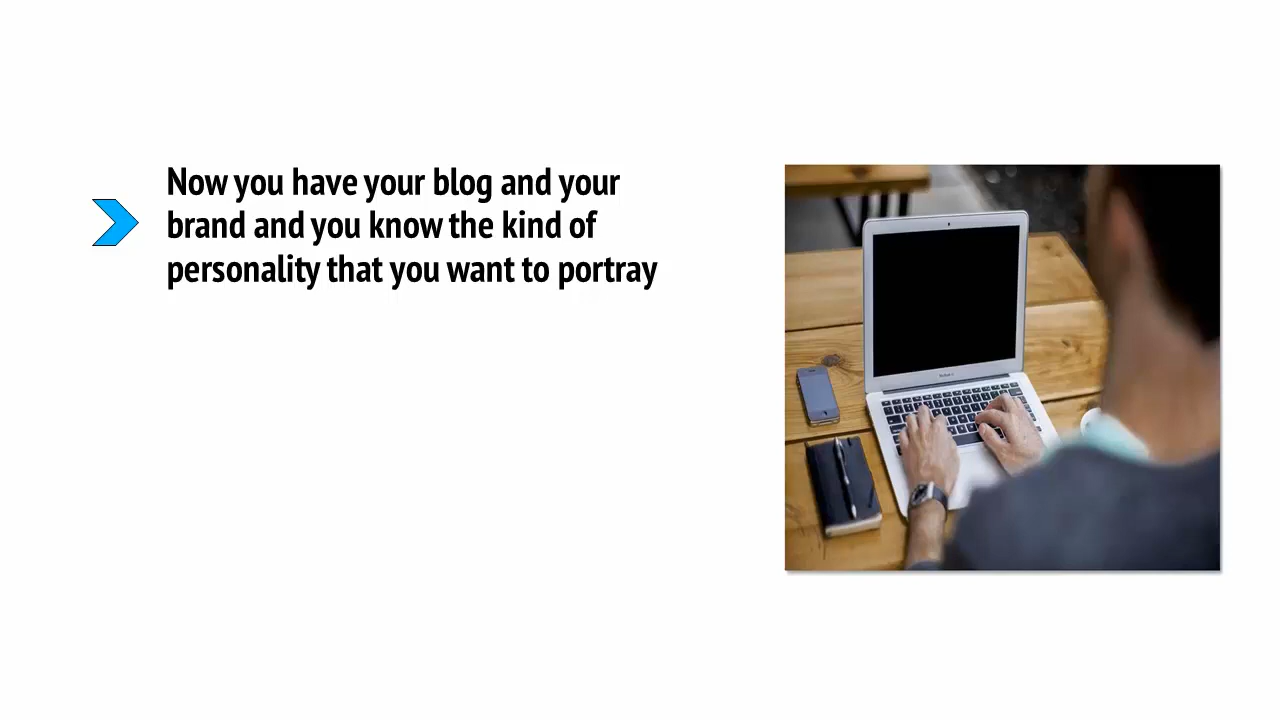 Now you have your blog and your
brand and you know the kind of
personality that you want to portray